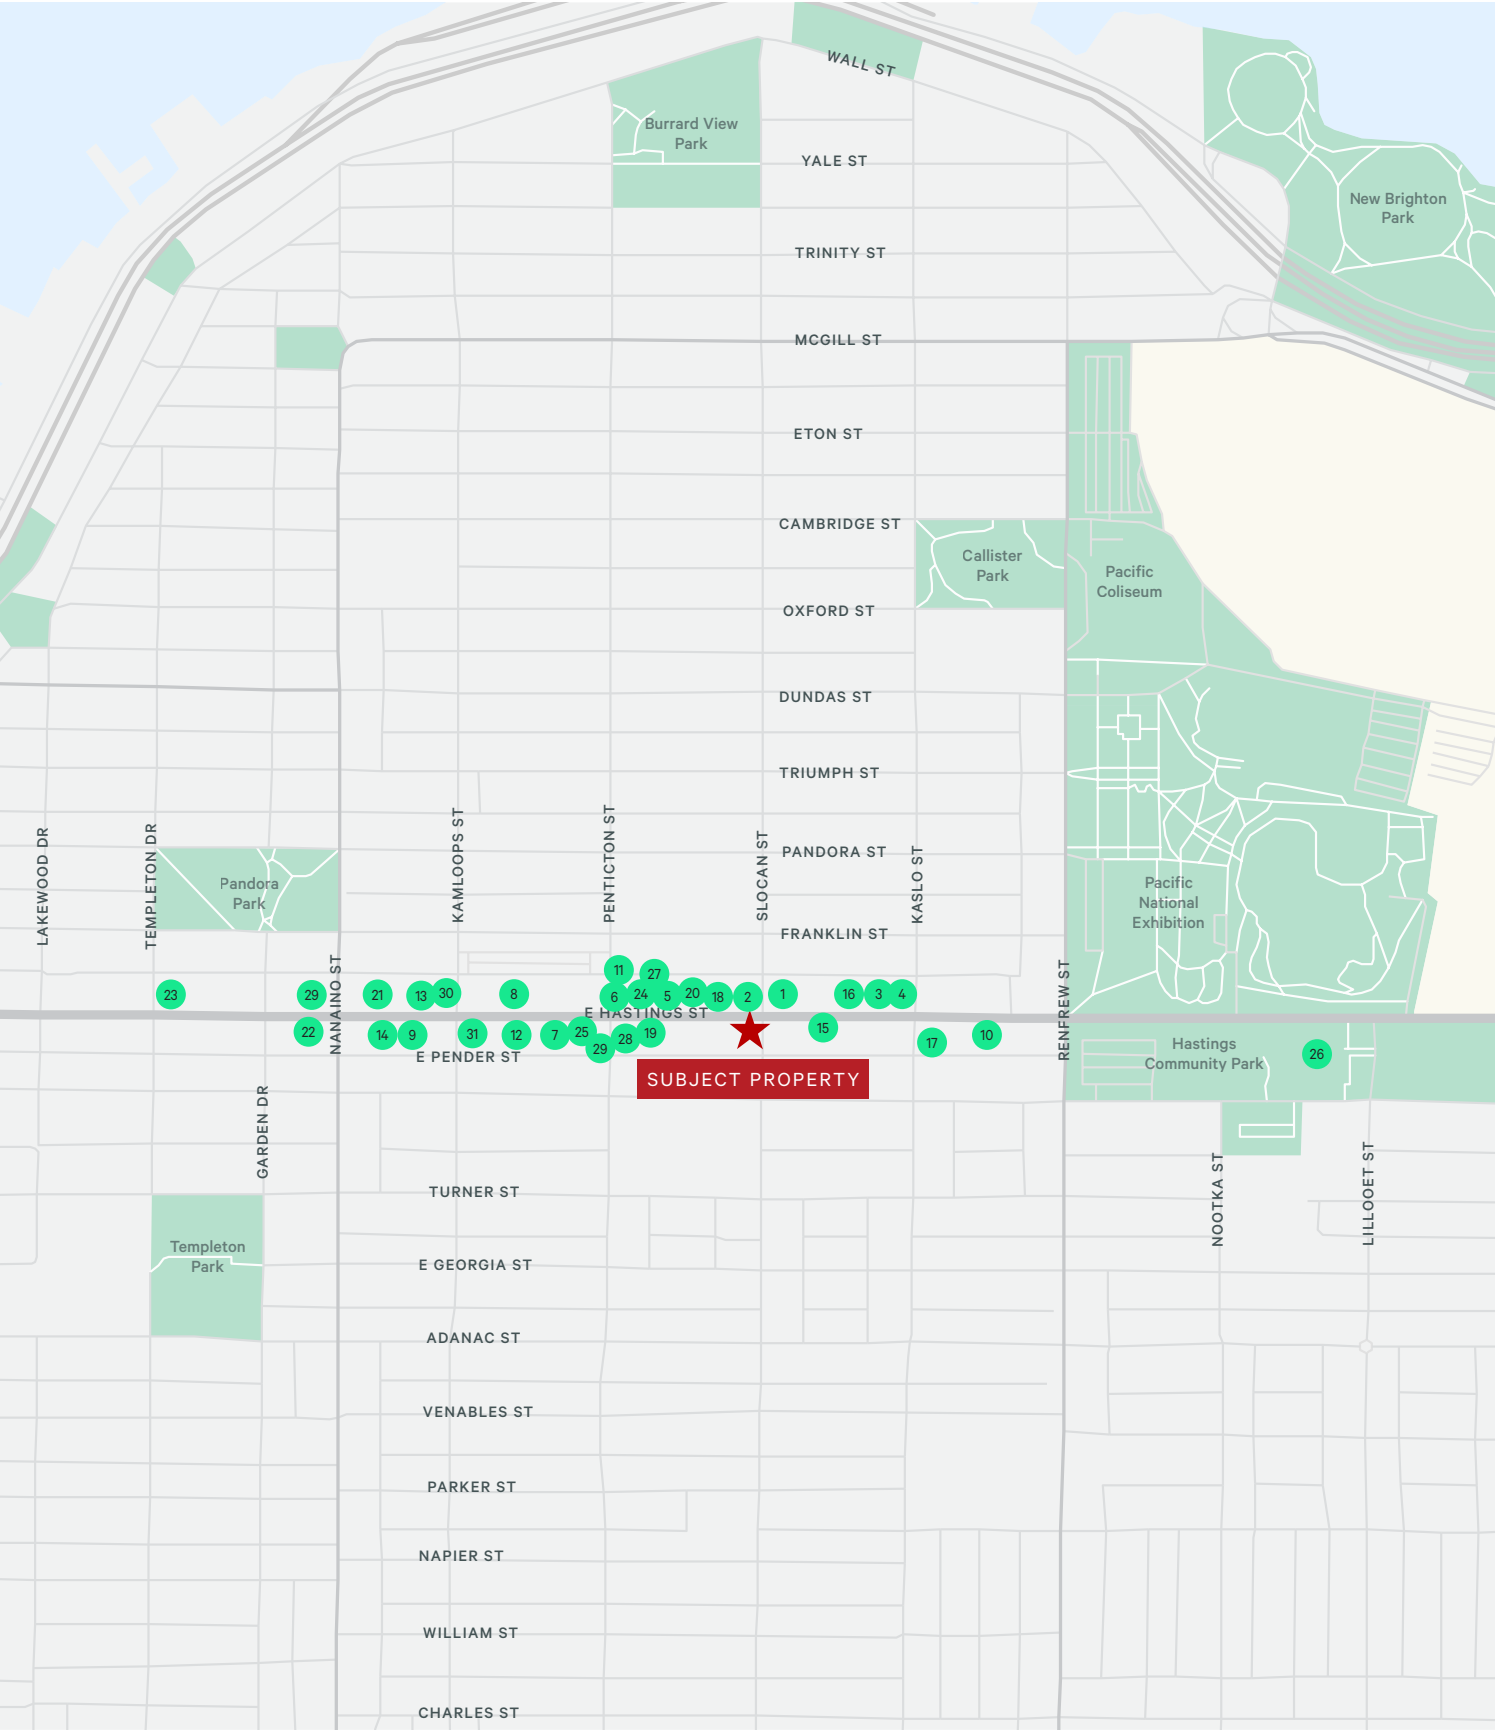 WALL ST
Burrard View
Park
YALE ST
New Brighton
Park
TRINITY ST
MCGILL ST
ETON ST
CAMBRIDGE ST
Callister
Park
Pacific
Coliseum
OXFORD ST
DUNDAS ST
TRIUMPH ST
LAKEWOOD DR
TEMPLETON DR
KAMLOOPS ST
PENTICTON ST
SLOCAN ST
KASLO ST
PANDORA ST
Pandora
Park
Pacific
National
Exhibition
FRANKLIN ST
NANAIMO ST
RENFREW ST
11
27
23
29
21
13
30
8
6
24
5
20
18
2
1
16
3
4
E HASTINGS ST
22
14
9
31
12
7
25
29
28
19
15
17
10
26
Hastings
Community Park
E PENDER ST
SUBJECT PROPERTY
GARDEN DR
NOOTKA ST
LILLOOET ST
TURNER ST
Templeton
Park
E GEORGIA ST
ADANAC ST
VENABLES ST
PARKER ST
NAPIER ST
WILLIAM ST
CHARLES ST